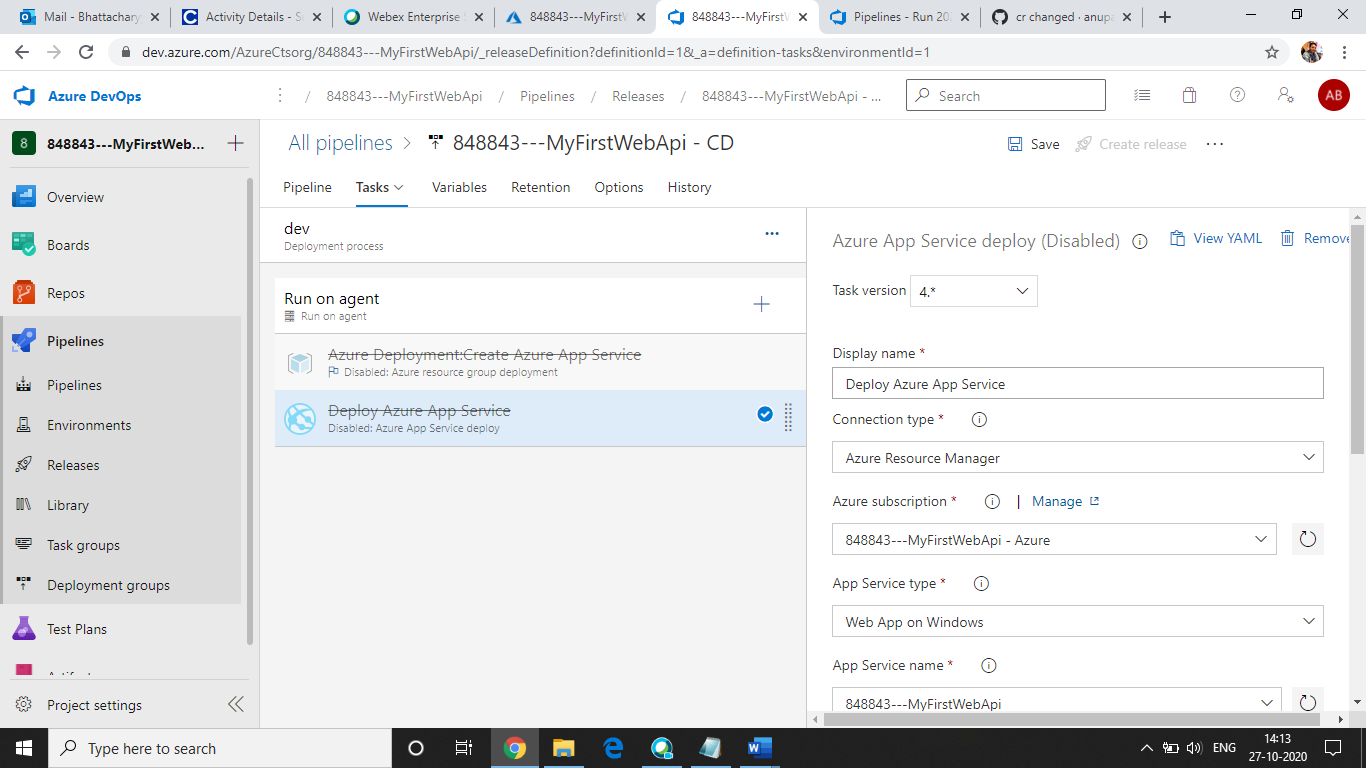 Mail - Bhattachary
Activity Details - S
Webex Enterprise
848843---MyFirstW
848843---MyFirstW
Pipelines - Run 20
cr changed · anupa
dev.azure.com/AzureCtsorg/848843---MyFirstWebApi/_releaseDefinition?definitionId=1&_a=definition-tasks&environmentId=1
Azure DevOps
/ 848843---MyFirstWebApi / Pipelines / Releases / 848843---MyFirstWebApi - ...
Search
AB
8 848843---MyFirstWeb...
All pipelines > 848843---MyFirstWebApi - CD
Save
Create release
Overview
Boards
Repos
Pipelines
Pipelines
Environments
Releases
Library
Task groups
Deployment groups
Test Plans
Project settings
Pipeline
Tasks
Variables
Retention
Options
History
dev
Deployment process
Run on agent
Run on agent
Azure Deployment:Create Azure App Service
Disabled: Azure resource group deployment
Deploy Azure App Service
Disabled: Azure App Service deploy
Azure App Service deploy (Disabled)
View YAML
Remove
Task version 4.*
Display name *
Deploy Azure App Service
Connection type *
Azure Resource Manager
Azure subscription * | Manage
848843---MyFirstWebApi - Azure
App Service type *
Web App on Windows
App Service name *
848843---MyFirstWebApi
Type here to search
ENG
14:13
27-10-2020